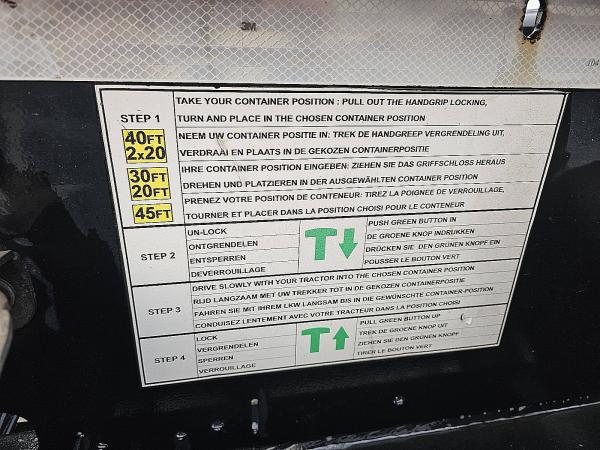 3M
104
STEP 1
40FT
2x20
30FT
20FT
45FT
TAKE YOUR CONTAINER POSITION : PULL OUT THE HANDGRIP LOCKING,
TURN AND PLACE IN THE CHOSEN CONTAINER POSITION
NEEM UW CONTAINER POSITIE IN: TREK DE HANDGREEP VERGRENDELING UIT,
VERDRAAI EN PLAATS IN DE GEKOZEN CONTAINERPOSITIE
IHRE CONTAINER POSITION EINGEBEN: ZIEHEN SIE DAS GRIFFSCHLOSS HERAUS
DREHEN UND PLATZIEREN IN DER AUSGEWÄHLTEN CONTAINER POSITION
PRENEZ VOTRE POSITION DE CONTENEUR: TIREZ LA POIGNEE DE VERROUILLAGE,
TOURNER ET PLACER DANS LA POSITION CHOISI POUR LE CONTENEUR
STEP 2
UN-LOCK
ONTGRENDELEN
ENTSPERREN
DEVERROUILLAGE
T
PUSH GREEN BUTTON IN
DE GROENE KNOP INDRUKKEN
DRÜCKEN SIE DEN GRÜNEN KNOPF EIN
POUSSER LE BOUTON VERT
STEP 3
DRIVE SLOWLY WITH YOUR TRACTOR INTO THE CHOSEN CONTAINER POSITION
RIJD LANGZAAM MET UW TREKKER TOT IN DE GEKOZEN CONTAINERPOSITIE
FAHREN SIE MIT IHREM LKW LANGSAM BIS IN DIE GEWÜNSCHTE CONTAINER-POSITION
CONDUISEZ LENTEMENT AVEC VOTRE TRACTEUR DANS LA POSITION CHOISI
STEP 4
LOCK
VERGRENDELEN
SPERREN
VERROUILLAGE
T
PULL GREEN BUTTON UP
TREK DE GROENE KNOP UIT
ZIEHEN SIE DEN GRÜNEN KNOPF
TIRER LE BOUTON VERT